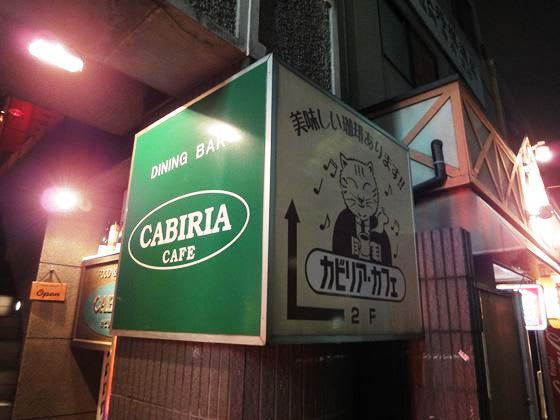 DINING BAR
CABIRIA
CAFE
美味しい珈琲あります!!
カビリア・カフェ
2F
Open